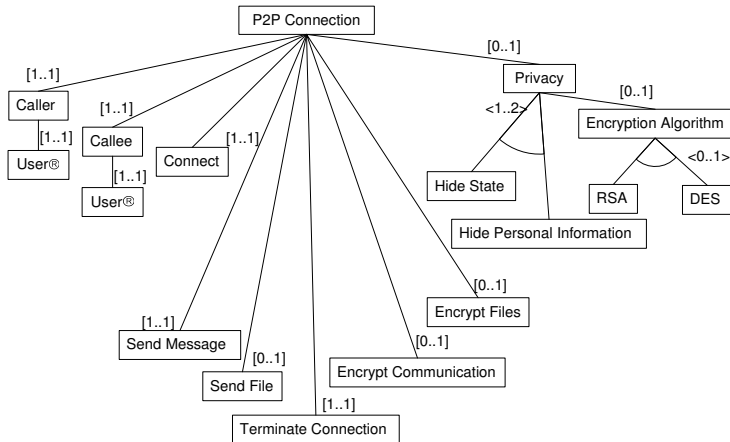 P2P Connection
[0..1]
[1..1]
Privacy
[0..1]
Caller
[1..1]
<1..2>
Encryption Algorithm
[1..1]
Callee
[1..1]
Connect
User®
[1..1]
<0..1>
User®
Hide State
RSA
DES
Hide Personal Information
[0..1]
Encrypt Files
[1..1]
Send Message
[0..1]
[0..1]
Encrypt Communication
Send File
[1..1]
Terminate Connection